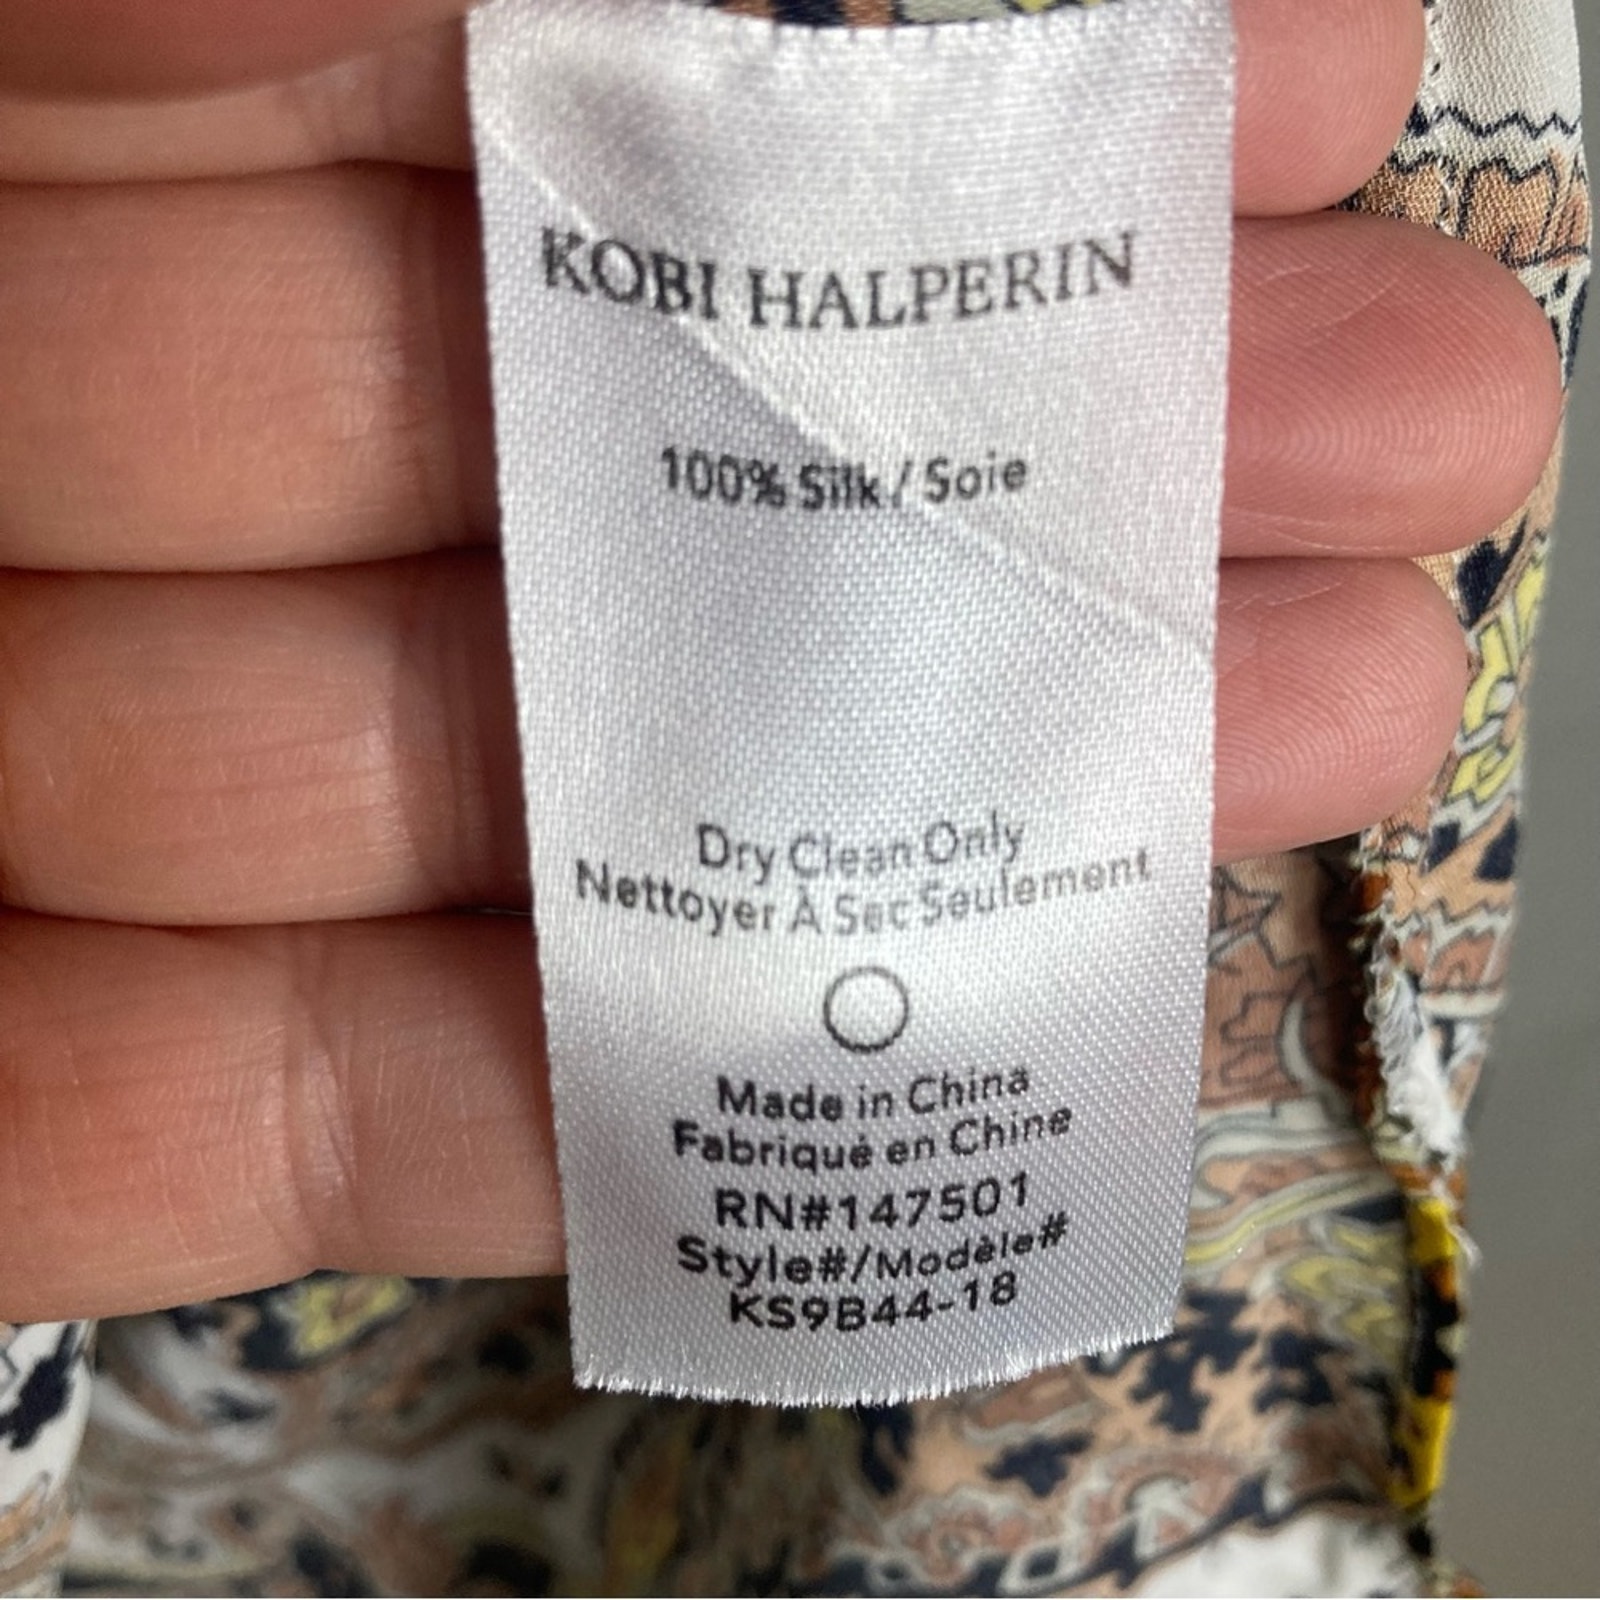 KOBI HALPERIN
100% Silk / Soie
Dry Clean Only
Nettoyer À Sec Seulement
Made in China
Fabriqué en Chine
RN#147501
Style#/Modèle#
KS9B44-18